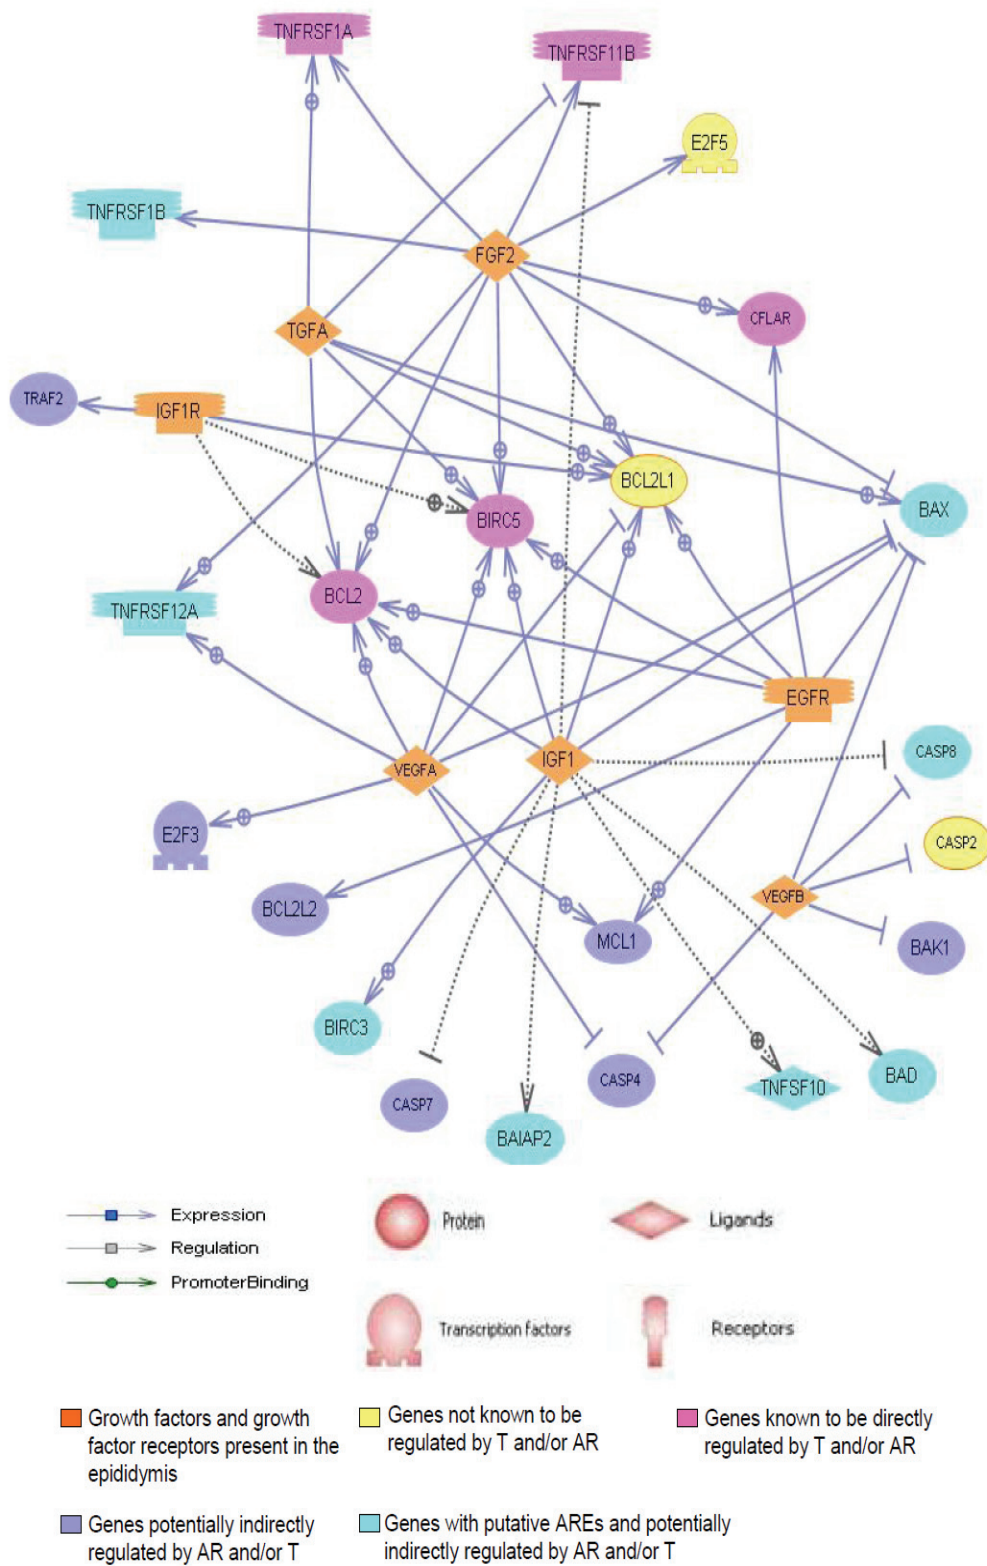 TNFRSF1A
TNFRSF11B
E2F5
TNFRSF1B
FGF2
TGFA
CFLAR
TRAF2
IGF1R
BCL2L1
BAX
BIRC5
BCL2
TNFRSF12A
EGFR
CASP8
VEGFA
IGF1
E2F3
CASP2
BCL2L2
VEGFB
MCL1
BAK1
BIRC3
CASP4
TNFSF10
BAD
CASP7
BAIAP2
Expression
Regulation
PromoterBinding
Protein
Ligands
Transcription factors
Receptors
Growth factors and growth
factor receptors present in the
epididymis
Genes not known to be
regulated by T and/or AR
Genes known to be directly
regulated by T and/or AR
Genes potentially indirectly
regulated by AR and/or T
Genes with putative AREs and potentially
indirectly regulated by AR and/or T